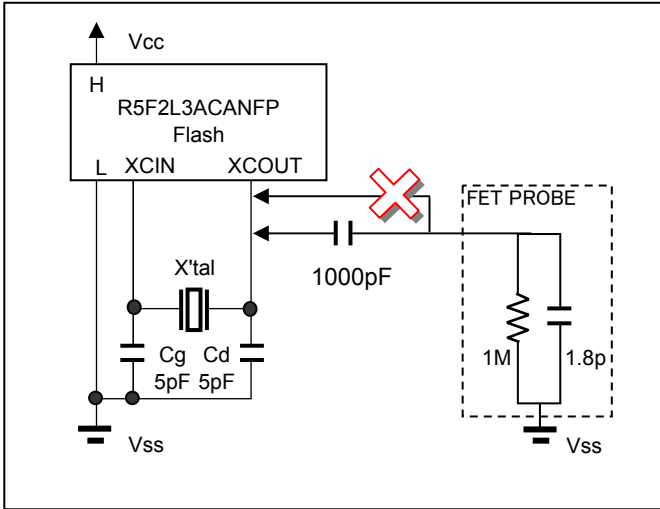 Vcc
H
R5F2L3ACANFP
Flash
L XCIN XCOUT
FET PROBE
X'tal
1000pF
Cg Cd
5pF 5pF
1M 1.8p
Vss
Vss